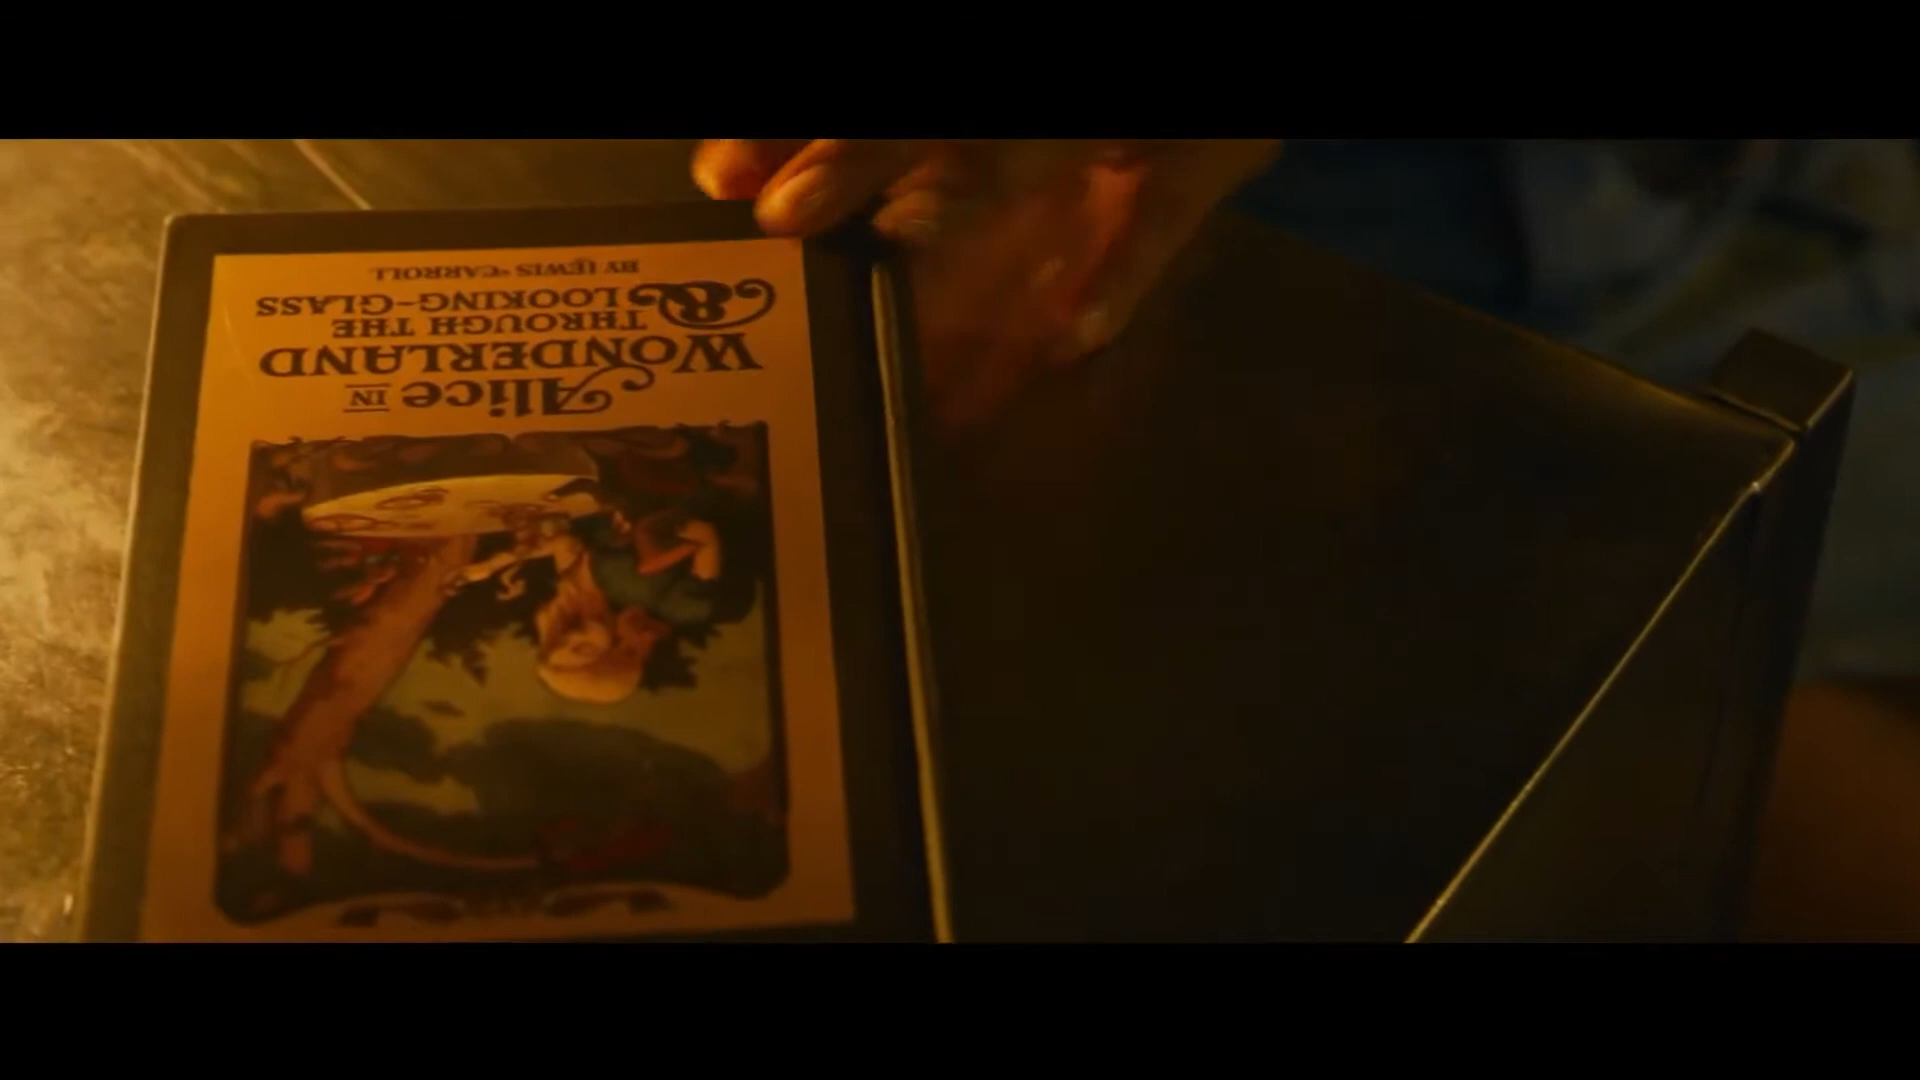 Alice IN
WONDERLAND
THROUGH THE
& LOOKING-GLASS
BY LEWIS CARROLL